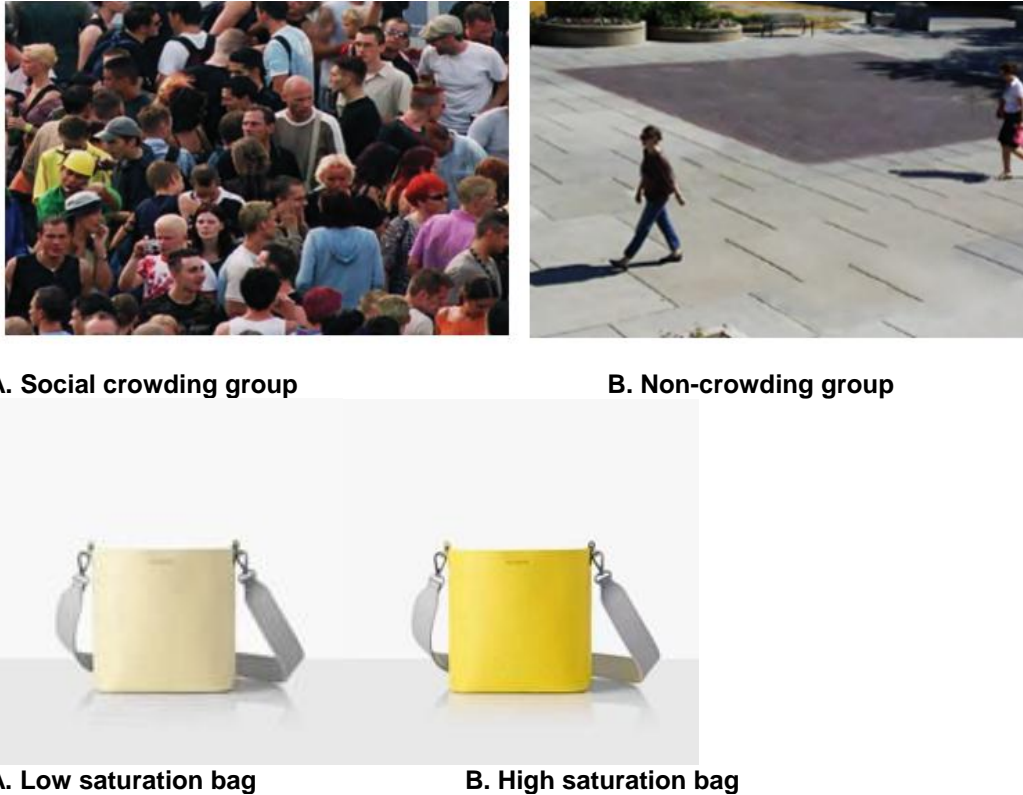 A. Social crowding group
B. Non-crowding group
A. Low saturation bag
B. High saturation bag